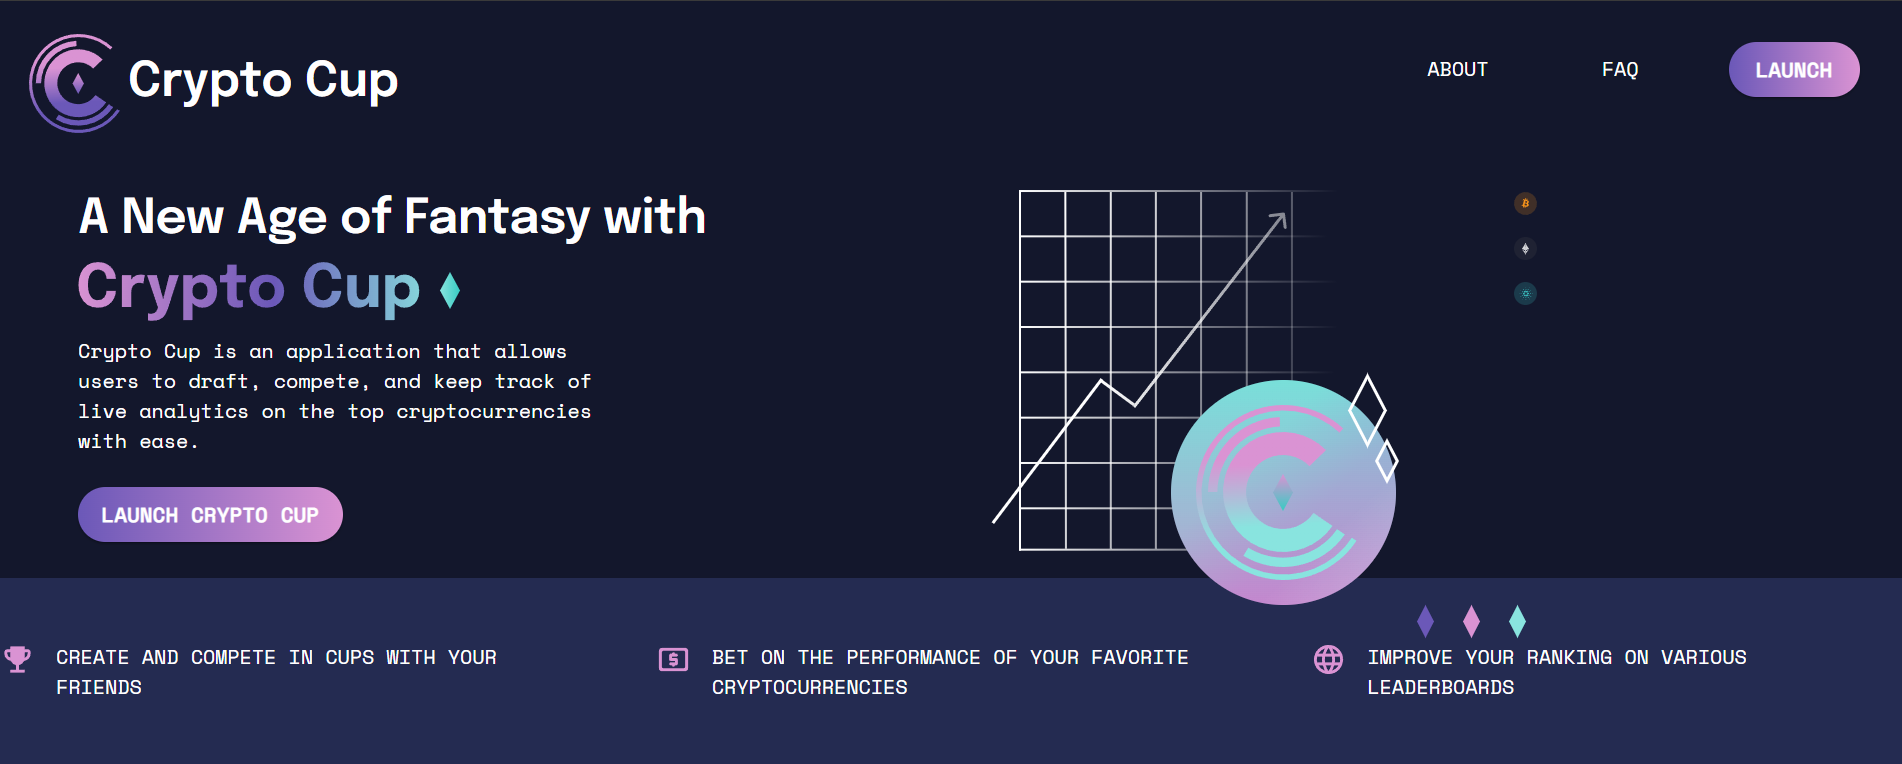 Crypto Cup
ABOUT
FAQ
LAUNCH
A New Age of Fantasy with
Crypto Cup
Crypto Cup is an application that allows
users to draft, compete, and keep track of
live analytics on the top cryptocurrencies
with ease.
LAUNCH CRYPTO CUP
CREATE AND COMPETE IN CUPS WITH YOUR
FRIENDS
BET ON THE PERFORMANCE OF YOUR FAVORITE
CRYPTOCURRENCIES
IMPROVE YOUR RANKING ON VARIOUS
LEADERBOARDS